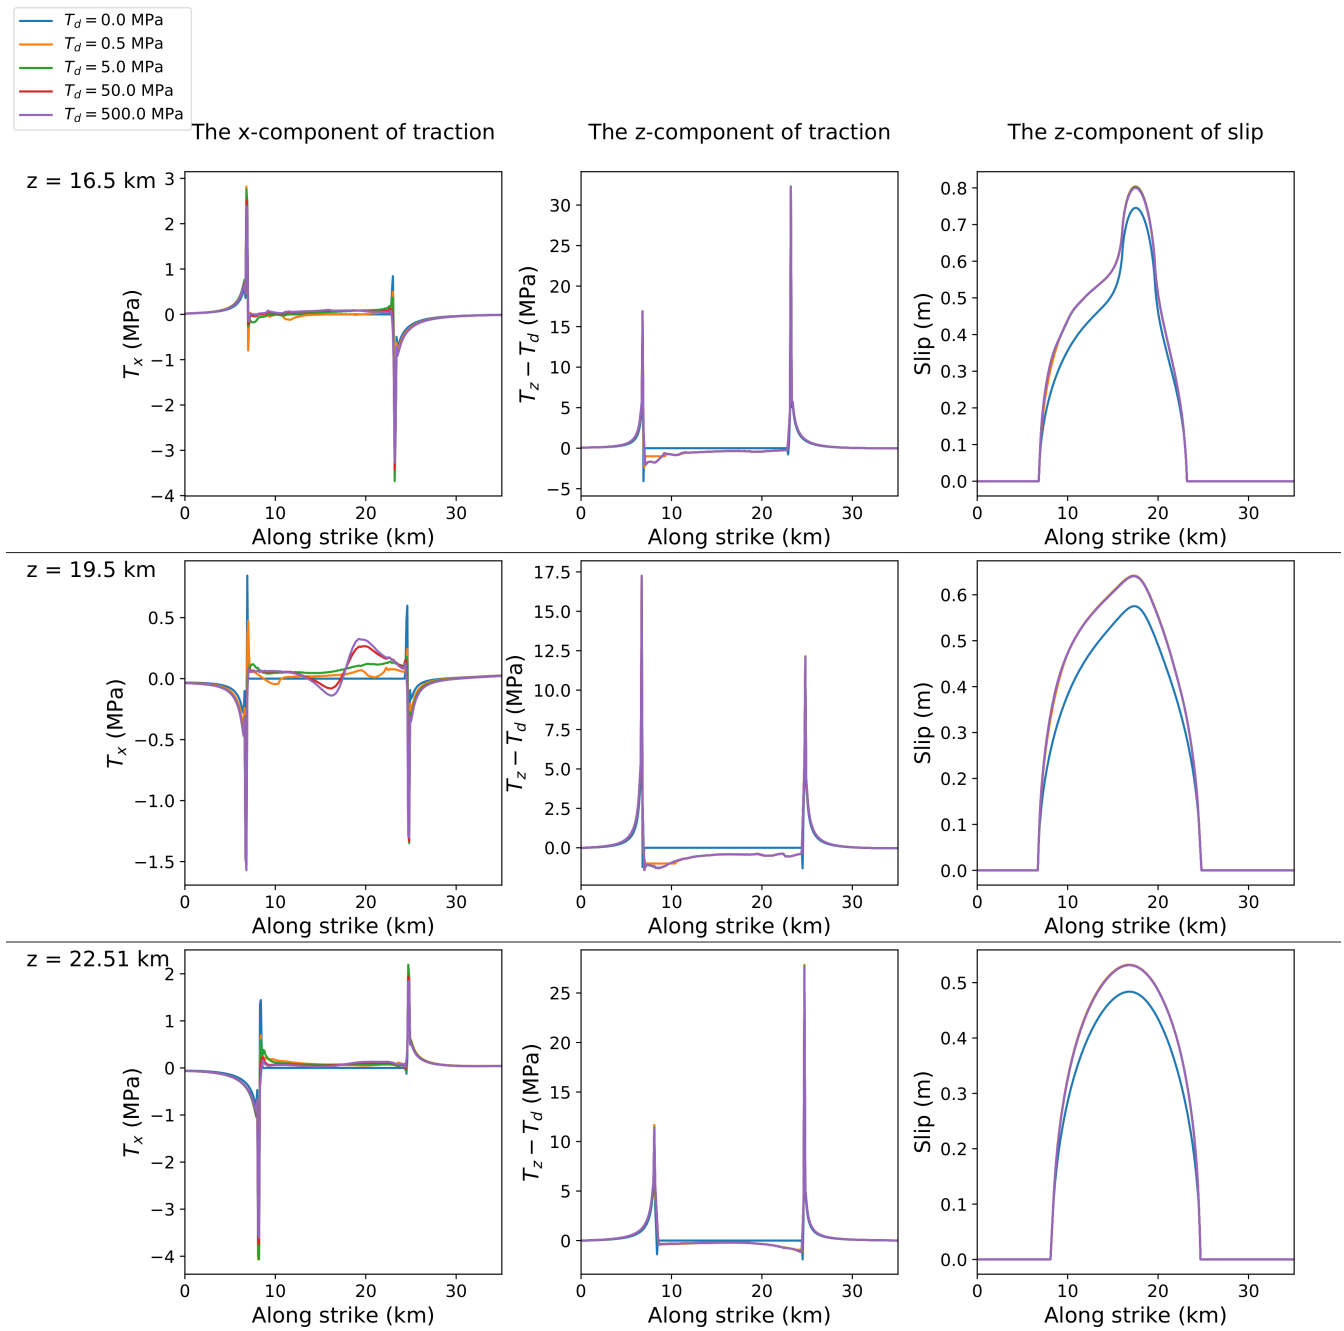 T_d = 0.0 MPa
T_d = 0.5 MPa
T_d = 5.0 MPa
T_d = 50.0 MPa
T_d = 500.0 MPa
The x-component of traction
The z-component of traction
The z-component of slip
z = 16.5 km
3
2
1
0
−1
−2
−3
−4
T_x (MPa)
0 10 20 30
Along strike (km)
30
25
20
15
10
5
0
−5
T_z − T_d (MPa)
0 10 20 30
Along strike (km)
0.8
0.7
0.6
0.5
0.4
0.3
0.2
0.1
0.0
Slip (m)
0 10 20 30
Along strike (km)
z = 19.5 km
0.5
0.0
−0.5
−1.0
−1.5
T_x (MPa)
0 10 20 30
Along strike (km)
17.5
15.0
12.5
10.0
7.5
5.0
2.5
0.0
T_z − T_d (MPa)
0 10 20 30
Along strike (km)
0.6
0.5
0.4
0.3
0.2
0.1
0.0
Slip (m)
0 10 20 30
Along strike (km)
z = 22.51 km
2
1
0
−1
−2
−3
−4
T_x (MPa)
0 10 20 30
Along strike (km)
25
20
15
10
5
0
T_z − T_d (MPa)
0 10 20 30
Along strike (km)
0.5
0.4
0.3
0.2
0.1
0.0
Slip (m)
0 10 20 30
Along strike (km)